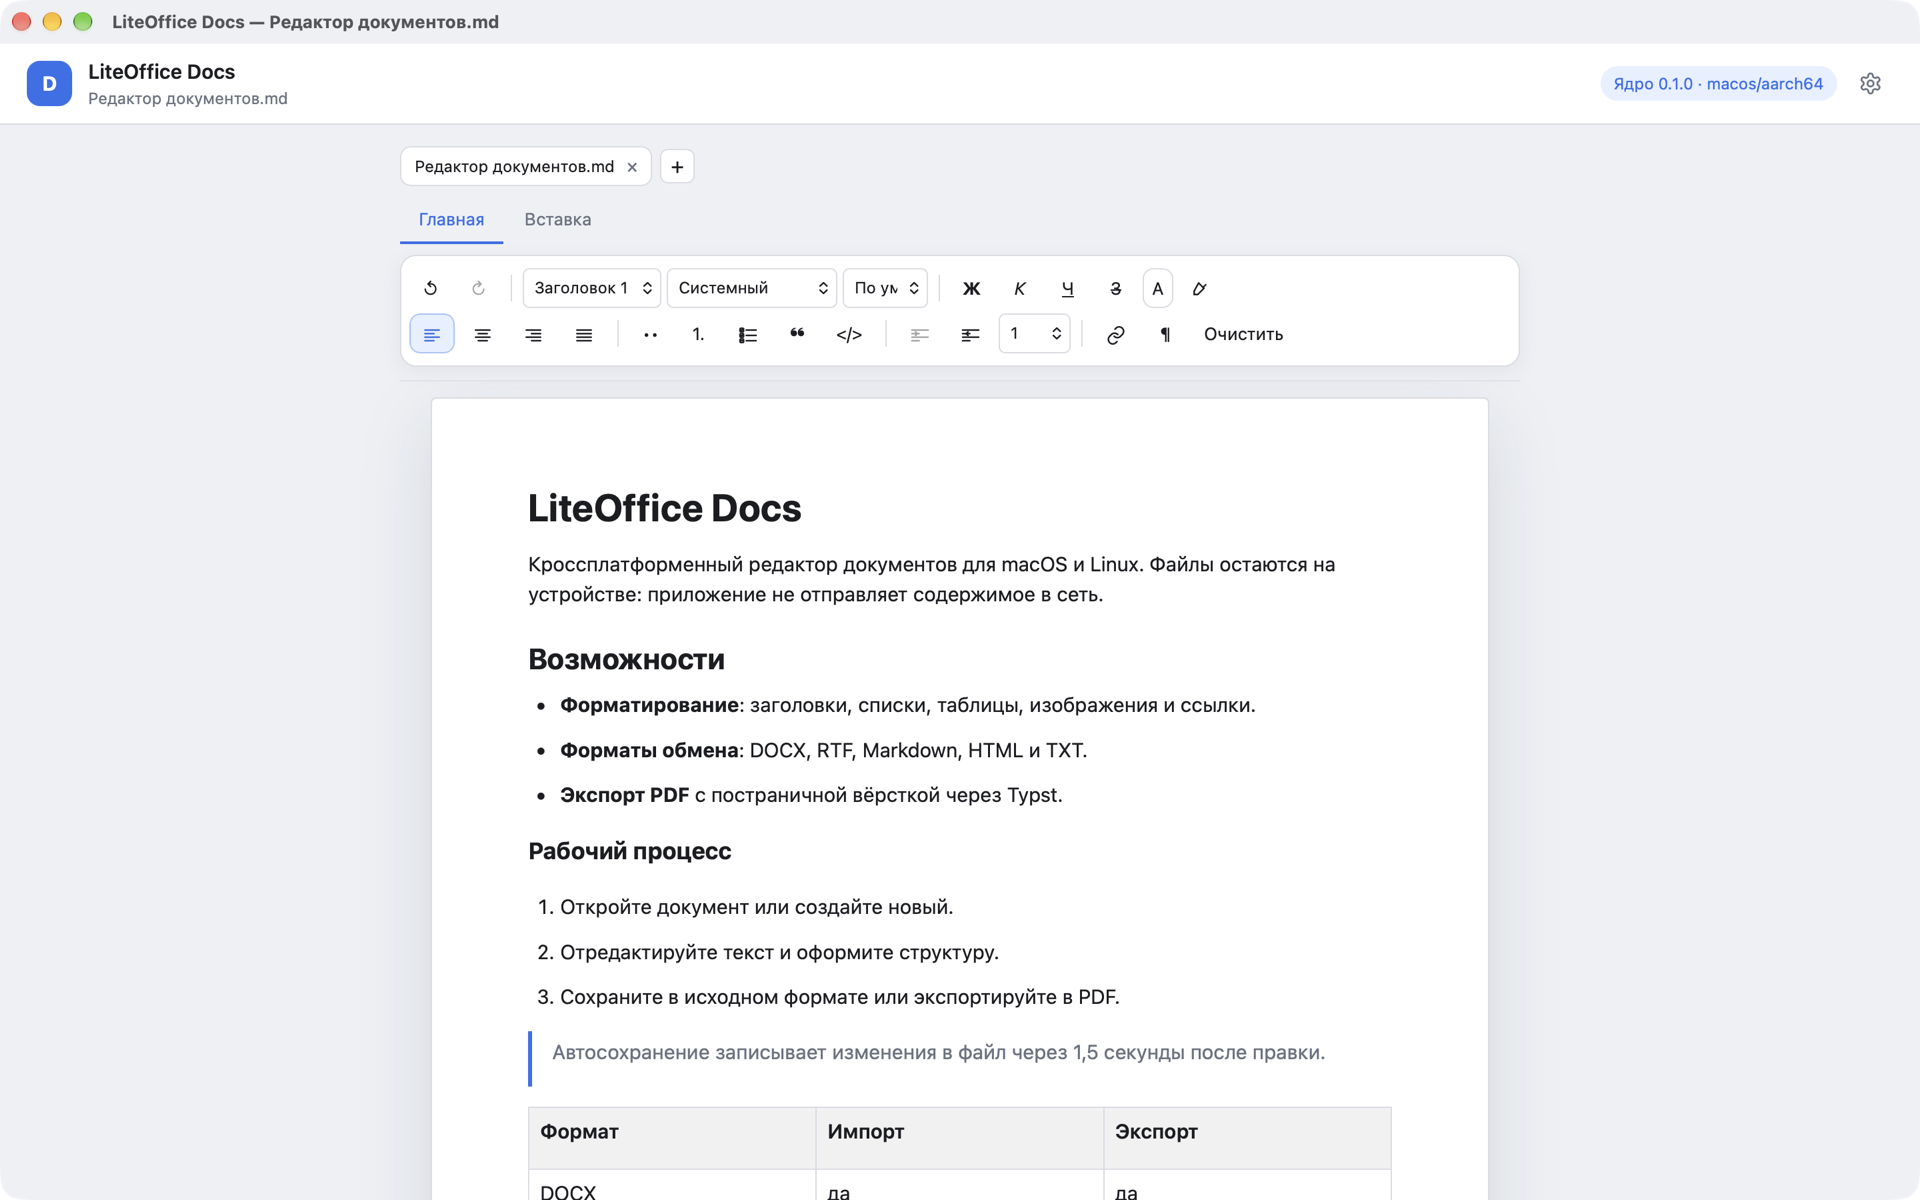 LiteOffice Docs — Редактор документов.md
D
LiteOffice Docs
Редактор документов.md
Ядро 0.1.0 · macos/aarch64
Редактор документов.md ×
+
Главная Вставка
Заголовок 1 Системный По ум Ж К Ч З А
•• 1. ❝ </> 1 ¶ Очистить
LiteOffice Docs
Кроссплатформенный редактор документов для macOS и Linux. Файлы остаются на
устройстве: приложение не отправляет содержимое в сеть.
Возможности
• Форматирование: заголовки, списки, таблицы, изображения и ссылки.
• Форматы обмена: DOCX, RTF, Markdown, HTML и TXT.
• Экспорт PDF с постраничной вёрсткой через Typst.
Рабочий процесс
1. Откройте документ или создайте новый.
2. Отредактируйте текст и оформите структуру.
3. Сохраните в исходном формате или экспортируйте в PDF.
Автосохранение записывает изменения в файл через 1,5 секунды после правки.
Формат Импорт Экспорт
DOCX да да